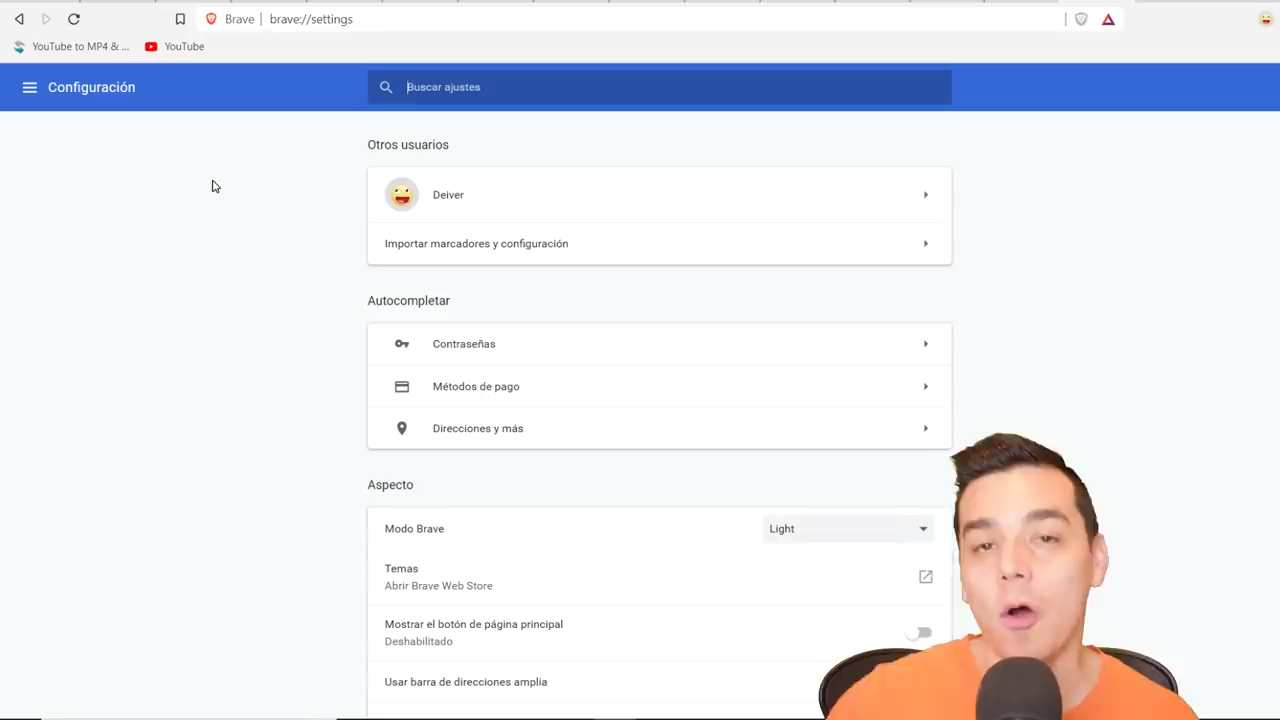 Brave
brave://settings
YouTube to MP4 & ...
YouTube
Configuración
Buscar ajustes
Otros usuarios
Deiver
Importar marcadores y configuración
Autocompletar
Contraseñas
Métodos de pago
Direcciones y más
Aspecto
Modo Brave
Light
Temas
Abrir Brave Web Store
Mostrar el botón de página principal
Deshabilitado
Usar barra de direcciones amplia